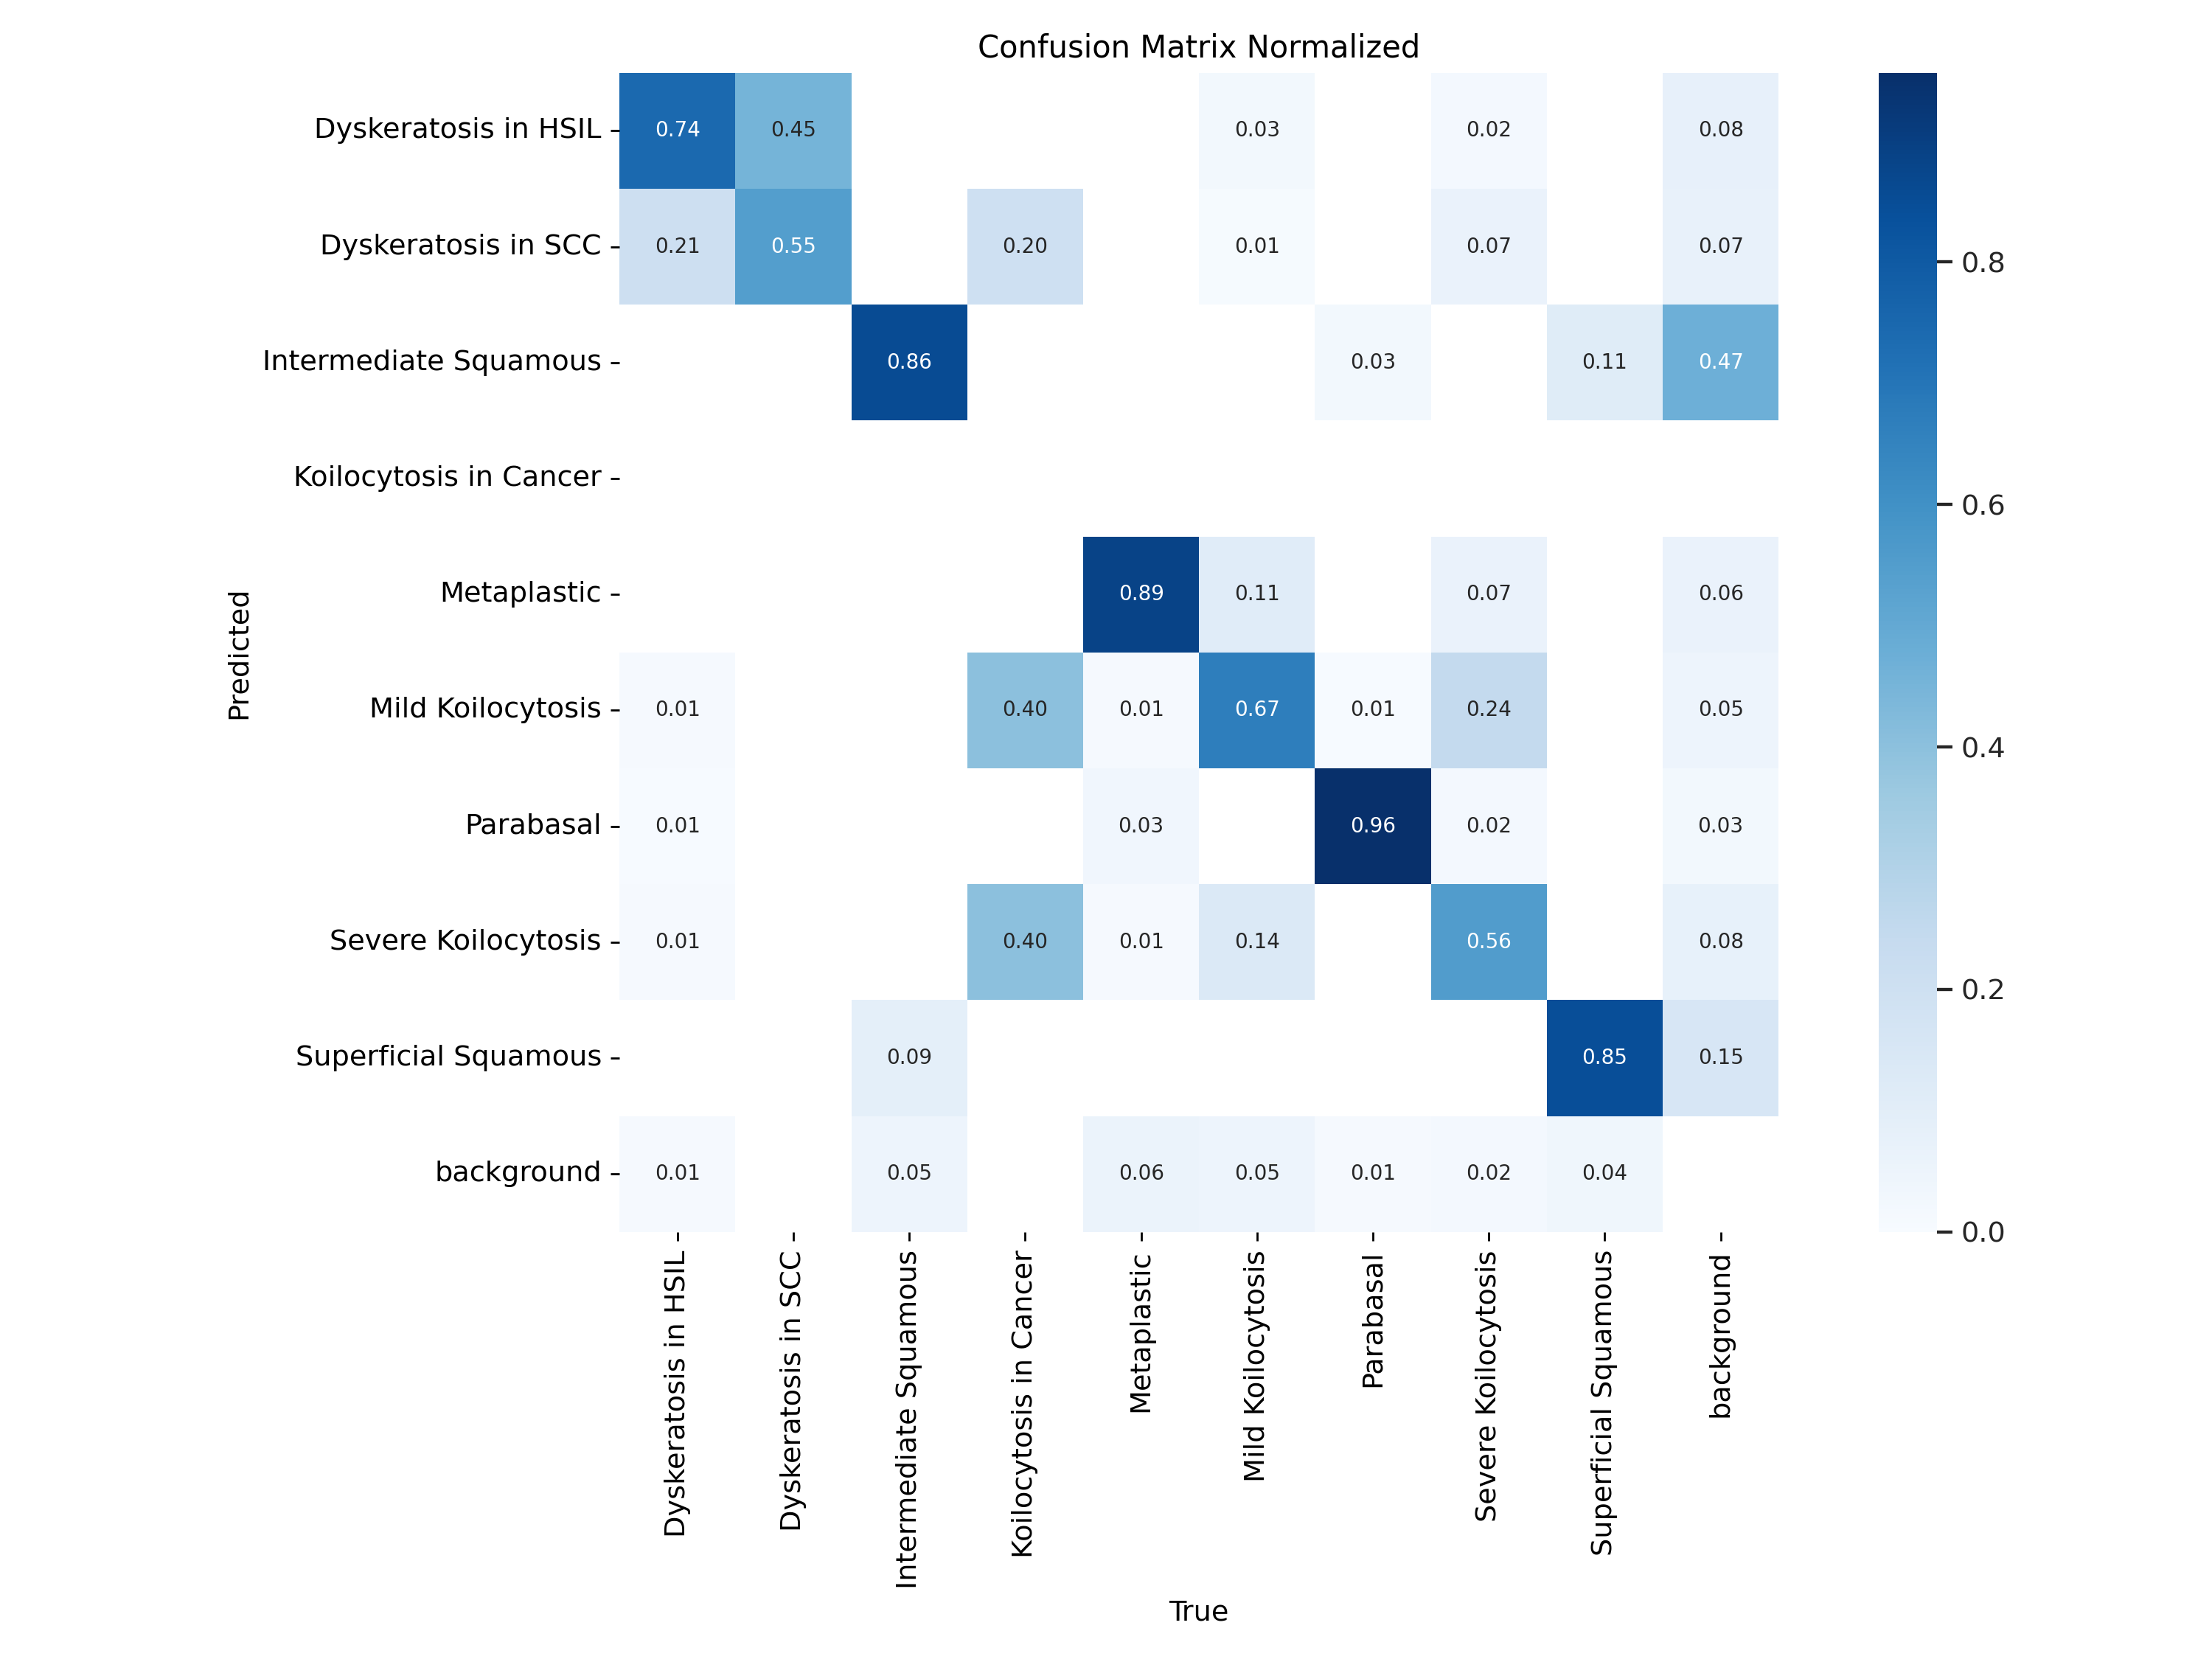 Confusion Matrix Normalized
Dyskeratosis in HSIL 0.74 0.45 0.03 0.02 0.08
Dyskeratosis in SCC 0.21 0.55 0.20 0.01 0.07 0.07
0.8
Intermediate Squamous 0.86 0.03 0.11 0.47
Koilocytosis in Cancer
0.6
Metaplastic 0.89 0.11 0.07 0.06
Predicted
Mild Koilocytosis 0.01 0.40 0.01 0.67 0.01 0.24 0.05
0.4
Parabasal 0.01 0.03 0.96 0.02 0.03
Severe Koilocytosis 0.01 0.40 0.01 0.14 0.56 0.08
0.2
Superficial Squamous 0.09 0.85 0.15
background 0.01 0.05 0.06 0.05 0.01 0.02 0.04
0.0
Dyskeratosis in HSIL
Dyskeratosis in SCC
Intermediate Squamous
Koilocytosis in Cancer
Metaplastic
Mild Koilocytosis
Parabasal
Severe Koilocytosis
Superficial Squamous
background
True